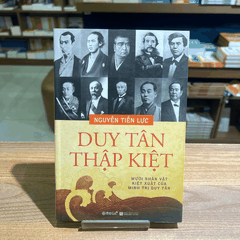 NGUYỄN TIẾN LỰC
DUY TÂN
THẬP KIỆT
MƯỜI NHÂN VẬT
KIỆT XUẤT CỦA
MINH TRỊ DUY TÂN